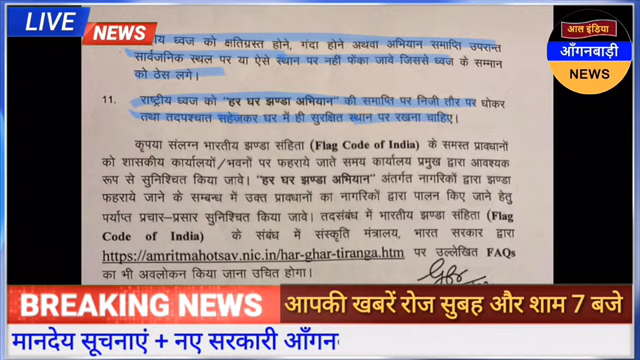 LIVE NEWS
आल इंडिया
आँगनबाड़ी
NEWS
ध्वज को क्षतिग्रस्त होने, गंदा होने अथवा अभियान समाप्ति उपरान्त
सार्वजनिक स्थल पर या ऐसे स्थान पर नहीं फेंका जावे जिससे ध्वज के सम्मान
को ठेस लगे।
11. राष्ट्रीय ध्वज को "हर घर झण्डा अभियान" की समाप्ति पर निजी तौर पर धोकर
तथा तदपश्चात सहेजकर घर में ही सुरक्षित स्थान पर रखना चाहिए।
कृपया संलग्न भारतीय झण्डा संहिता (Flag Code of India) के समस्त प्रावधानों
को शासकीय कार्यालयों/भवनों पर फहराये जाते समय कार्यालय प्रमुख द्वारा आवश्यक
रूप से सुनिश्चित किया जावे। "हर घर झण्डा अभियान" अंतर्गत नागरिकों द्वारा झण्डा
फहराये जाने के सम्बन्ध में उक्त प्रावधानों का नागरिकों द्वारा पालन किए जाने हेतु
पर्याप्त प्रचार-प्रसार सुनिश्चित किया जावे। तदसंबंध में भारतीय झण्डा संहिता (Flag
Code of India) के संबंध में संस्कृति मंत्रालय, भारत सरकार द्वारा
https://amritmahotsav.nic.in/har-ghar-tiranga.htm पर उल्लेखित FAQs
का भी अवलोकन किया जाना उचित होगा।
BREAKING NEWS आपकी खबरें रोज सुबह और शाम 7 बजे
मानदेय सूचनाएं + नए सरकारी आँगनब